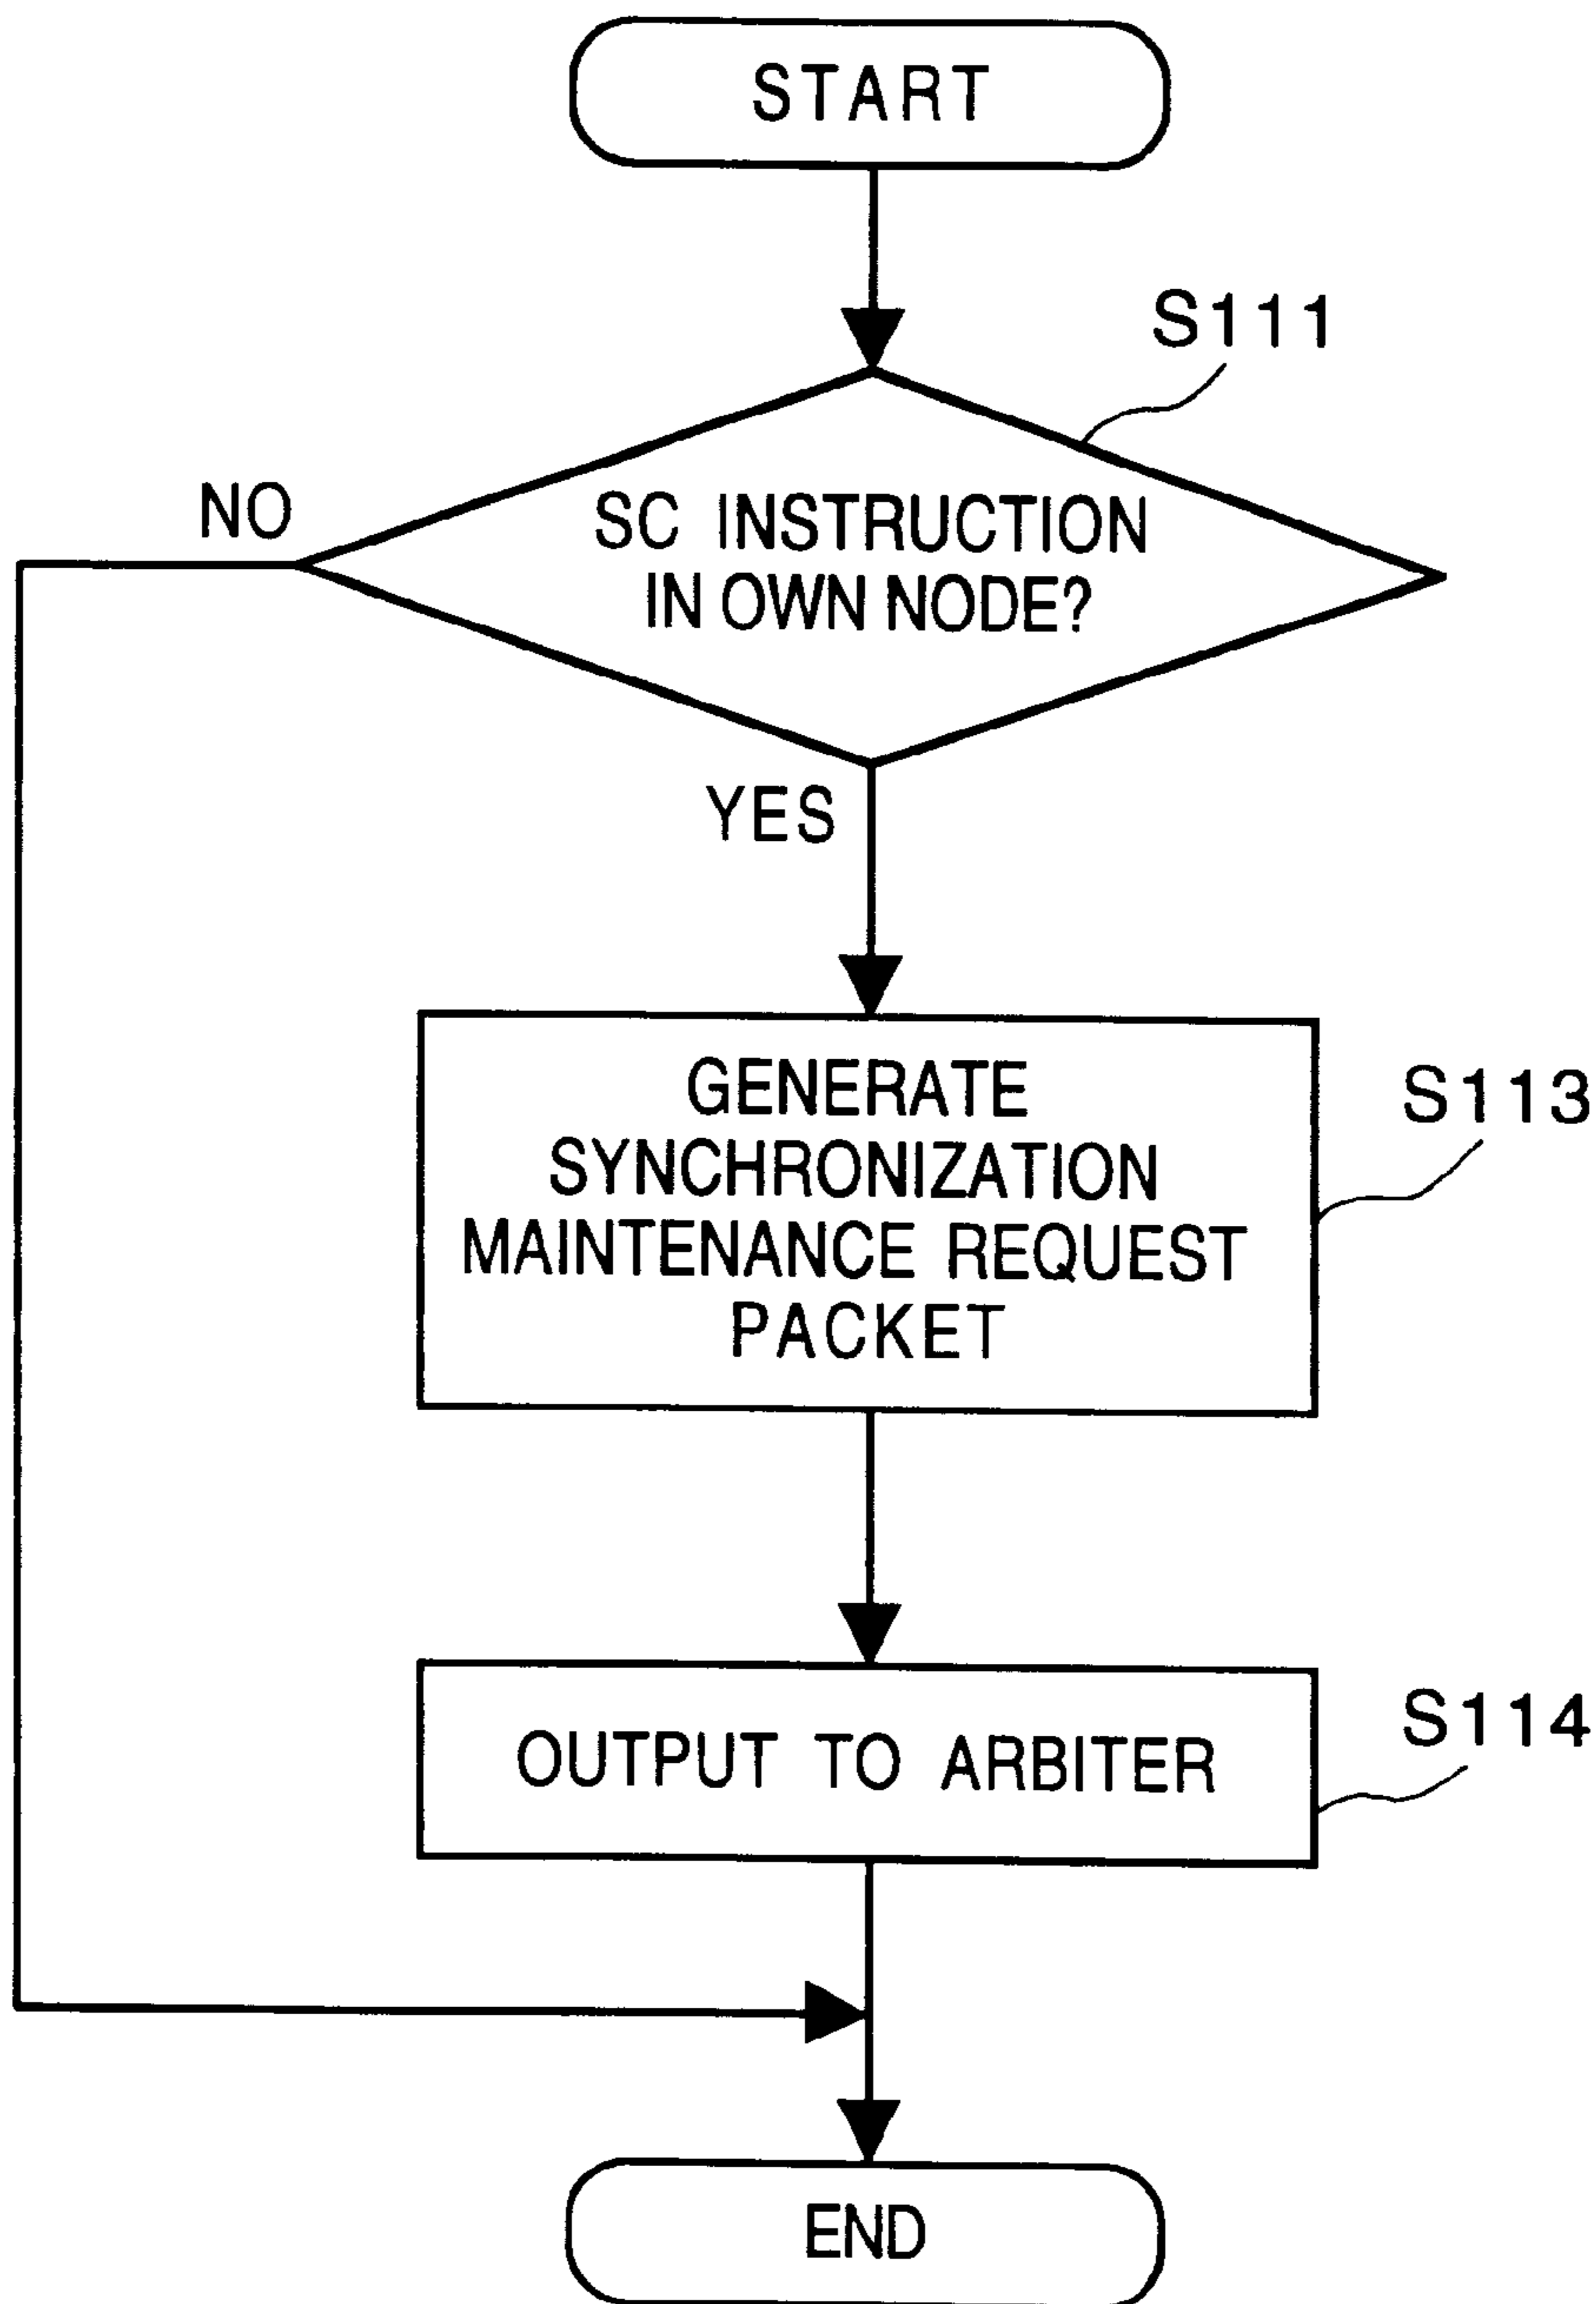 START
S111
NO
SC INSTRUCTION
IN OWN NODE?
YES
GENERATE
SYNCHRONIZATION
MAINTENANCE REQUEST
PACKET
S113
OUTPUT TO ARBITER
S114
END